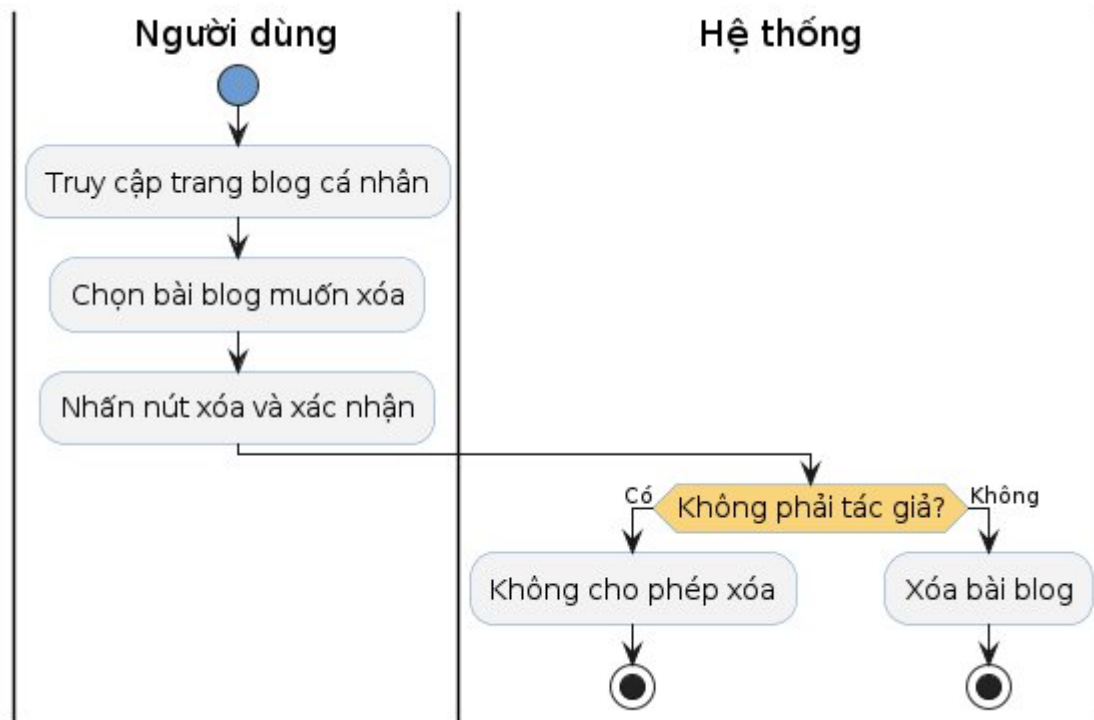 Người dùng
Hệ thống
Truy cập trang blog cá nhân
Chọn bài blog muốn xóa
Nhấn nút xóa và xác nhận
Có
Không phải tác giả?
Không
Không cho phép xóa
Xóa bài blog